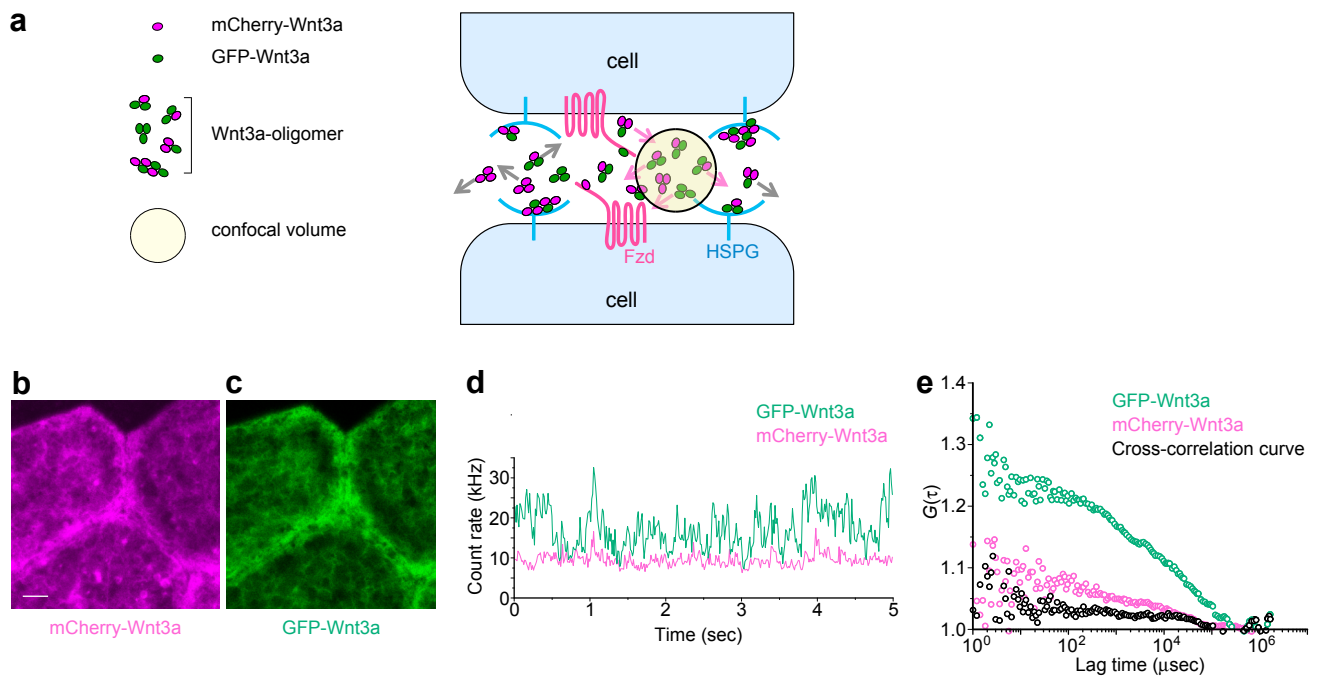 a
mCherry-Wnt3a
GFP-Wnt3a
Wnt3a-oligomer
confocal volume
cell
Fzd
HSPG
cell
b
c
mCherry-Wnt3a
GFP-Wnt3a
d
GFP-Wnt3a
mCherry-Wnt3a
Count rate (kHz)
30
20
10
0
0
1
2
3
4
5
Time (sec)
e
GFP-Wnt3a
mCherry-Wnt3a
Cross-correlation curve
G(τ)
1.4
1.3
1.2
1.1
1.0
10⁰
10²
10⁴
10⁶
Lag time (μsec)